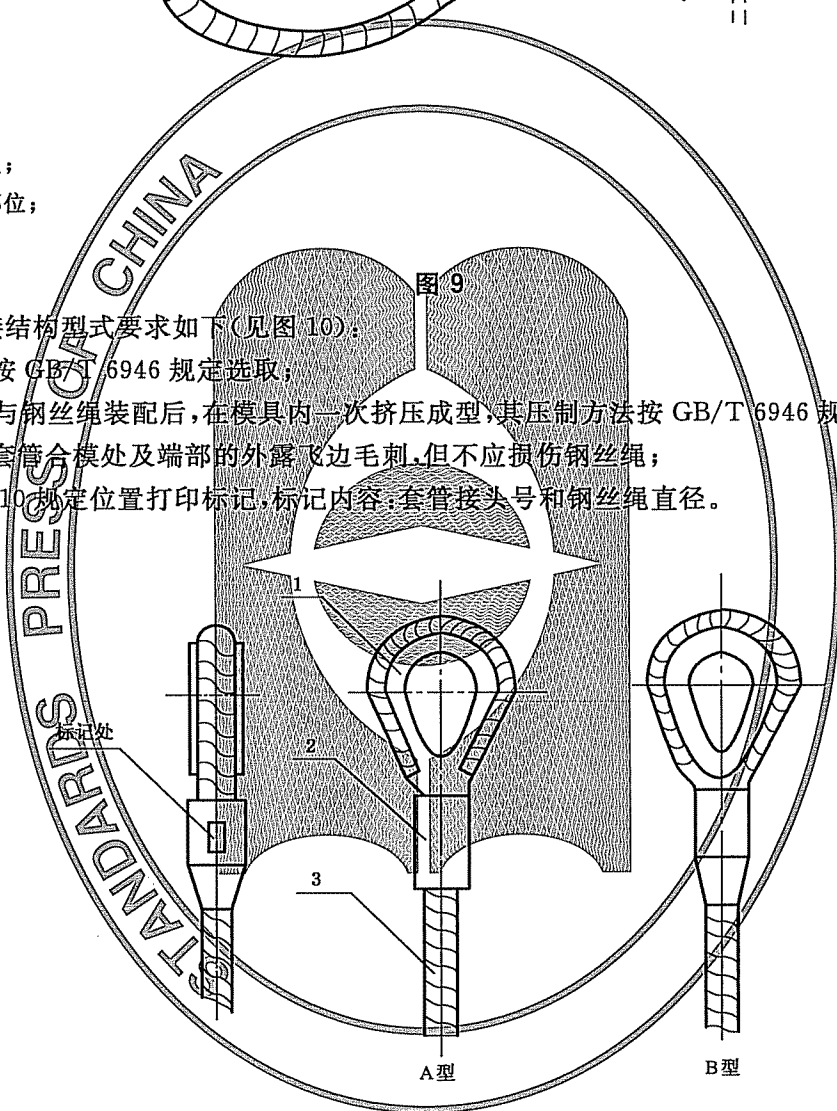 ;
位；
图 9
结构型式要求如下(见图 10)：
按 GB/T 6946 规定选取；
与钢丝绳装配后,在模具内一次挤压成型,其压制方法按 GB/T 6946 规
套管合模处及端部的外露飞边毛刺,但不应损伤钢丝绳；
10 规定位置打印标记,标记内容:套管接头号和钢丝绳直径。
1
标记处
2
3
A型
B型
STANDARDS PRESS OF CHINA